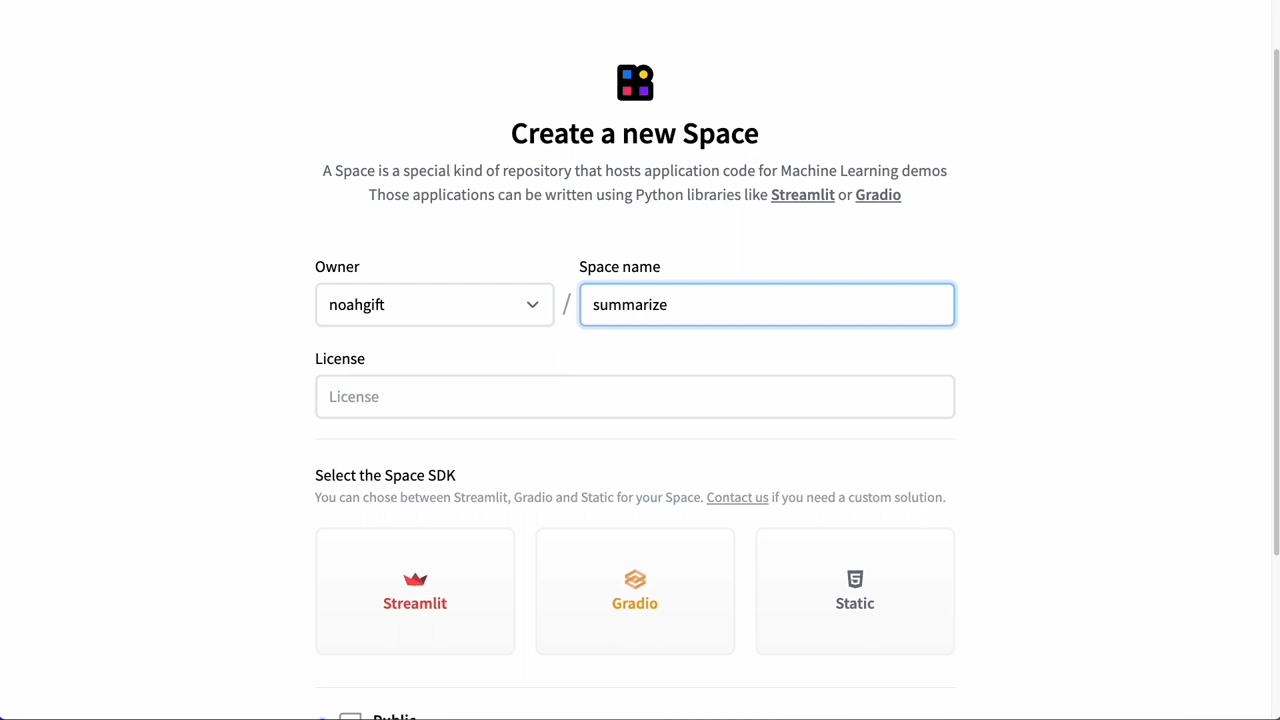 Create a new Space
A Space is a special kind of repository that hosts application code for Machine Learning demos
Those applications can be written using Python libraries like Streamlit or Gradio
Owner
Space name
noahgift
/
summarize
License
License
Select the Space SDK
You can chose between Streamlit, Gradio and Static for your Space. Contact us if you need a custom solution.
Streamlit
Gradio
Static
Public